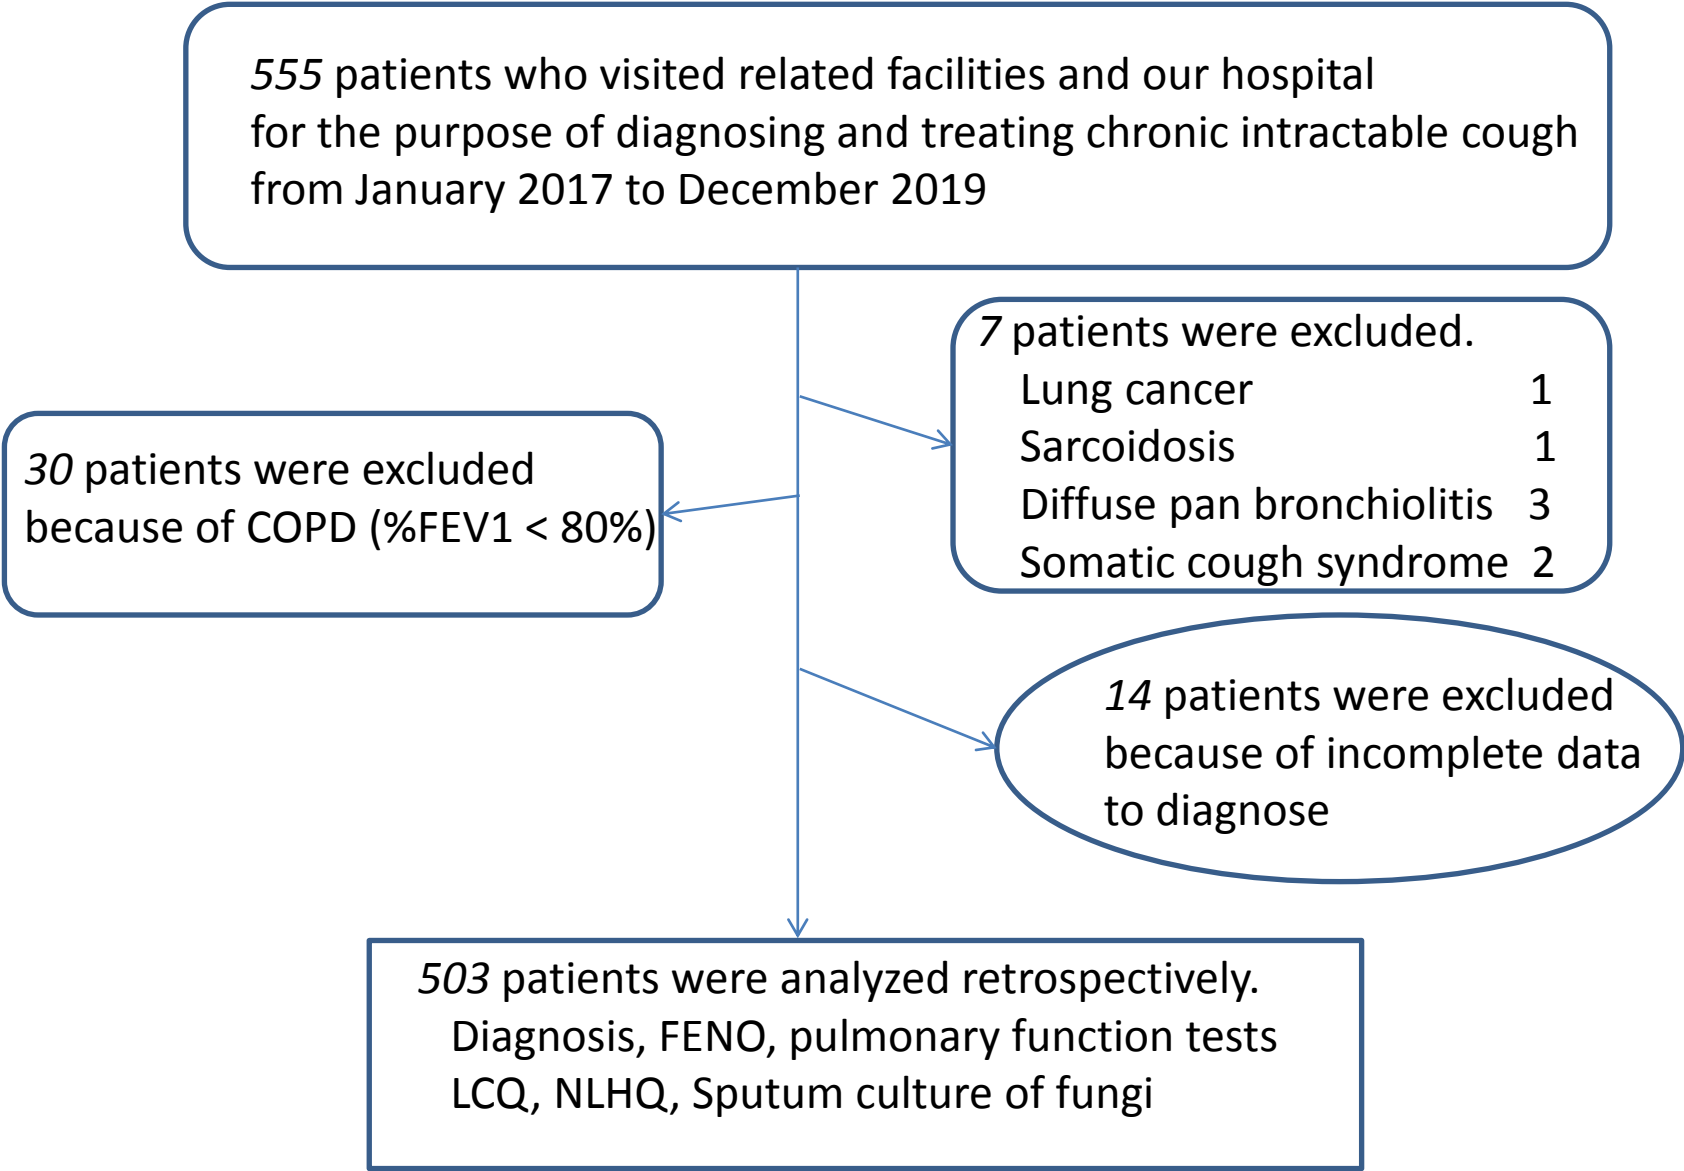 555 patients who visited related facilities and our hospital
for the purpose of diagnosing and treating chronic intractable cough
from January 2017 to December 2019
7 patients were excluded.
Lung cancer 1
Sarcoidosis 1
Diffuse pan bronchiolitis 3
Somatic cough syndrome 2
30 patients were excluded
because of COPD (%FEV1 < 80%)
14 patients were excluded
because of incomplete data
to diagnose
503 patients were analyzed retrospectively.
Diagnosis, FENO, pulmonary function tests
LCQ, NLHQ, Sputum culture of fungi